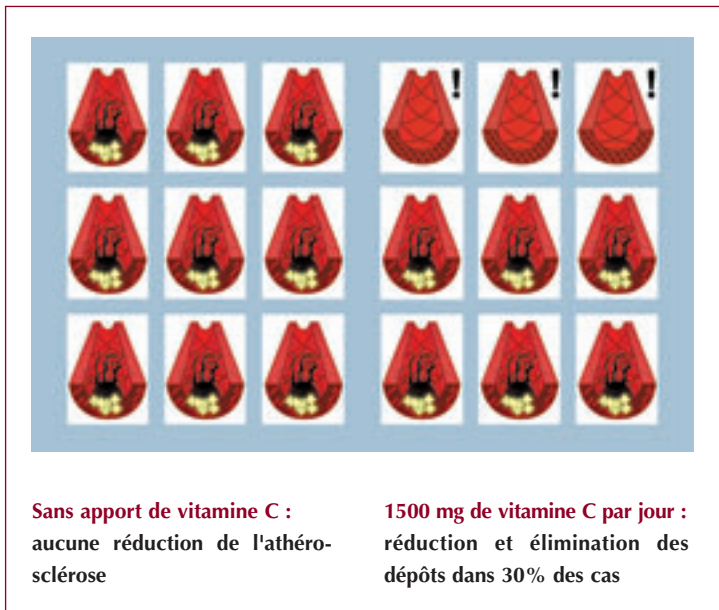 ! ! !
Sans apport de vitamine C :
aucune réduction de l'athéro-
sclérose
1500 mg de vitamine C par jour :
réduction et élimination des
dépôts dans 30% des cas